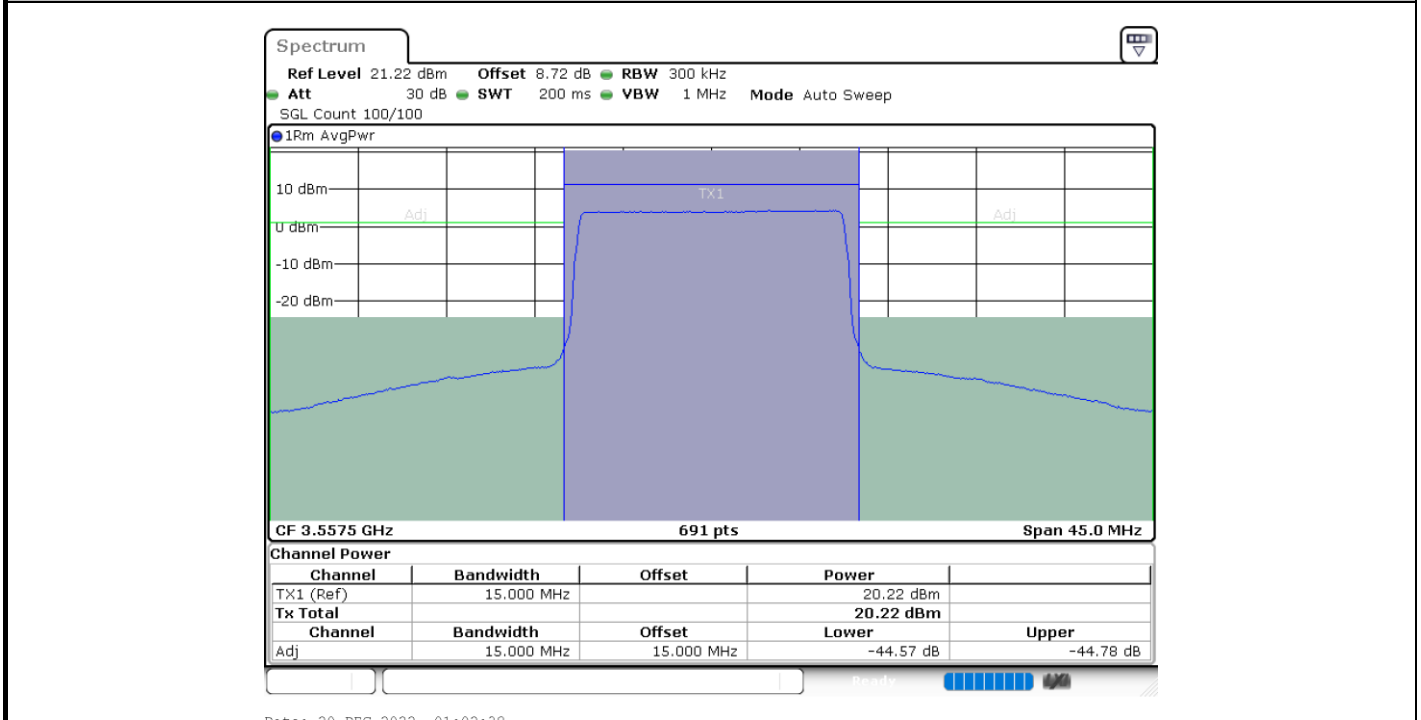 Spectrum
Ref Level 21.22 dBm Offset 8.72 dB RBW 300 kHz
Att 30 dB SWT 200 ms VBW 1 MHz Mode Auto Sweep
SGL Count 100/100
1Rm AvgPwr
10 dBm
TX1
Adj Adj
0 dBm
-10 dBm
-20 dBm
CF 3.5575 GHz 691 pts Span 45.0 MHz
Channel Power
Channel Bandwidth Offset Power
TX1 (Ref) 15.000 MHz 20.22 dBm
Tx Total 20.22 dBm
Channel Bandwidth Offset Lower Upper
Adj 15.000 MHz 15.000 MHz -44.57 dB -44.78 dB
Ready